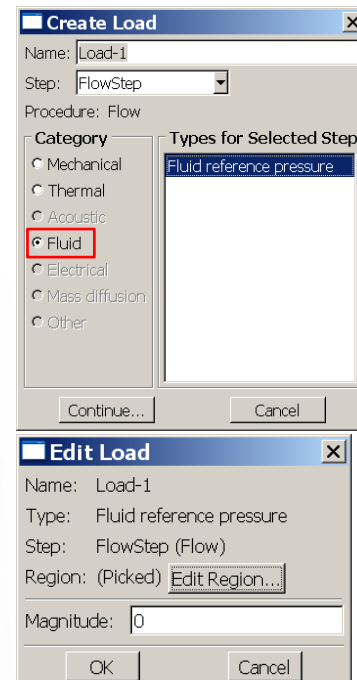 Create Load
Name: Load-1
Step: FlowStep
Procedure: Flow
Category
Types for Selected Step
Mechanical
Fluid reference pressure
Thermal
Acoustic
Fluid
Electrical
Mass diffusion
Other
Continue...
Cancel
Edit Load
Name: Load-1
Type: Fluid reference pressure
Step: FlowStep (Flow)
Region: (Picked) Edit Region...
Magnitude: 0
OK
Cancel